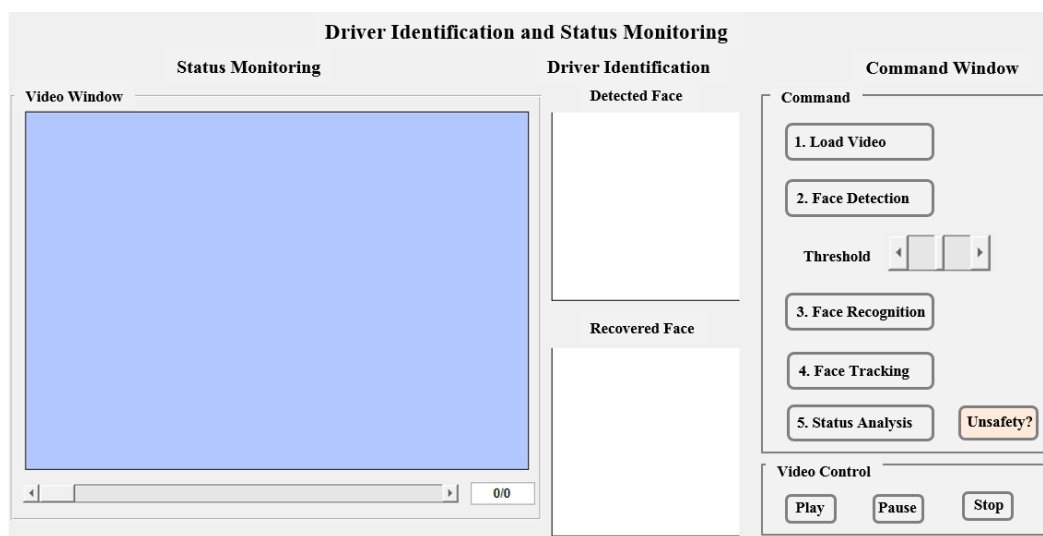 Driver Identification and Status Monitoring
Status Monitoring
Driver Identification
Command Window
Video Window
Detected Face
Command
1. Load Video
2. Face Detection
Threshold
3. Face Recognition
Recovered Face
4. Face Tracking
5. Status Analysis
Unsafety?
Video Control
0/0
Play
Pause
Stop